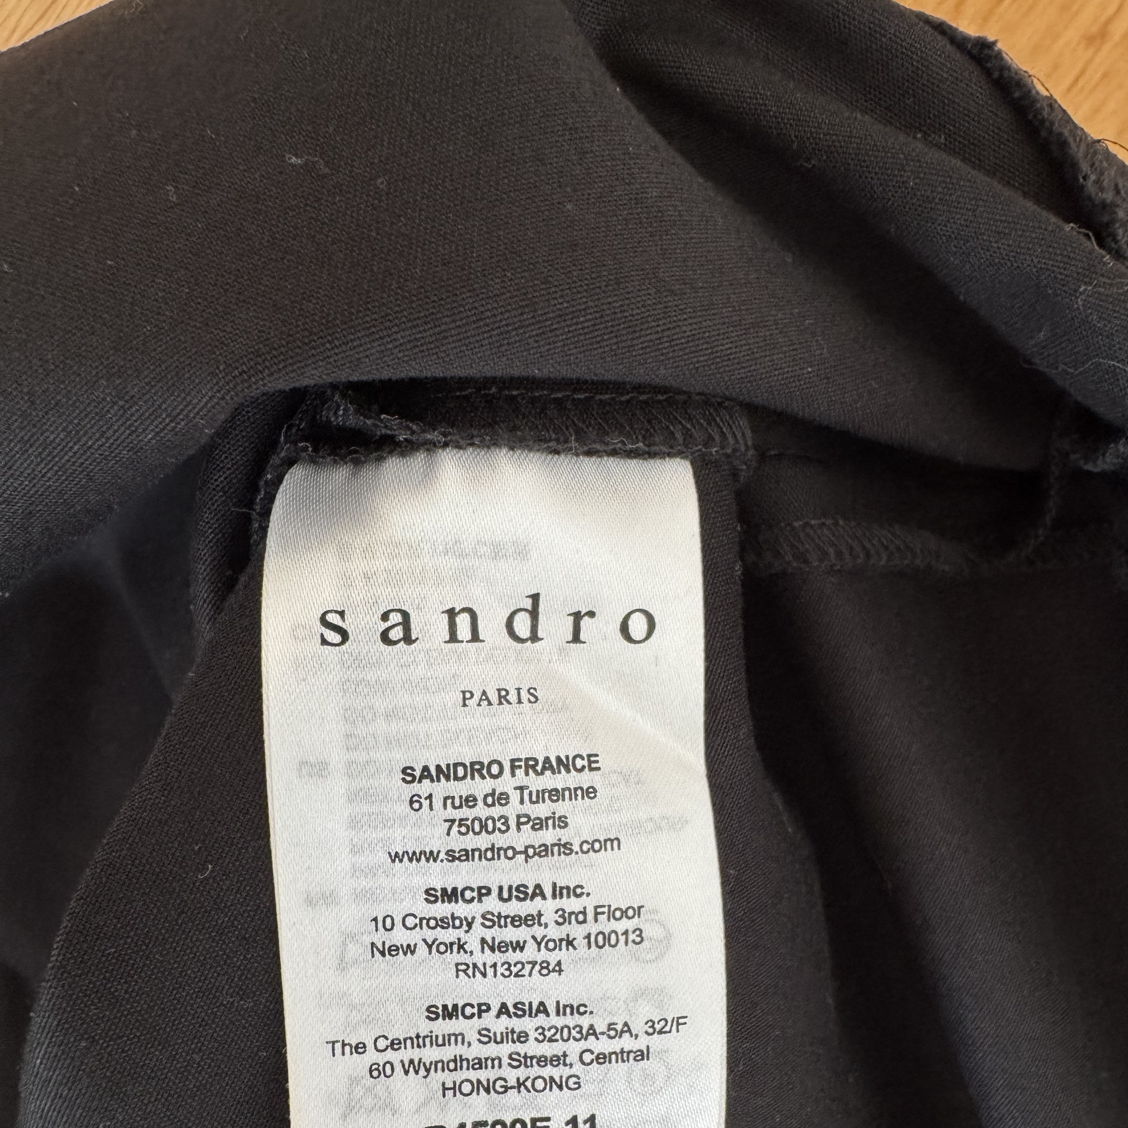 sandro
PARIS
SANDRO FRANCE
61 rue de Turenne
75003 Paris
www.sandro-paris.com
SMCP USA Inc.
10 Crosby Street, 3rd Floor
New York, New York 10013
RN132784
SMCP ASIA Inc.
The Centrium, Suite 3203A-5A, 32/F
60 Wyndham Street, Central
HONG-KONG